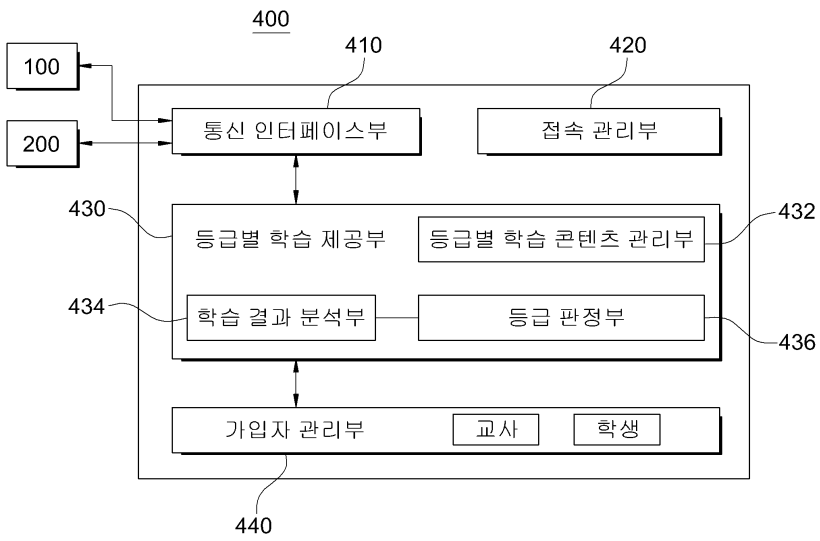 400
410
420
100
통신 인터페이스부
접속 관리부
200
430
432
등급별 학습 제공부
등급별 학습 콘텐츠 관리부
434
학습 결과 분석부
등급 판정부
436
가입자 관리부
교사
학생
440